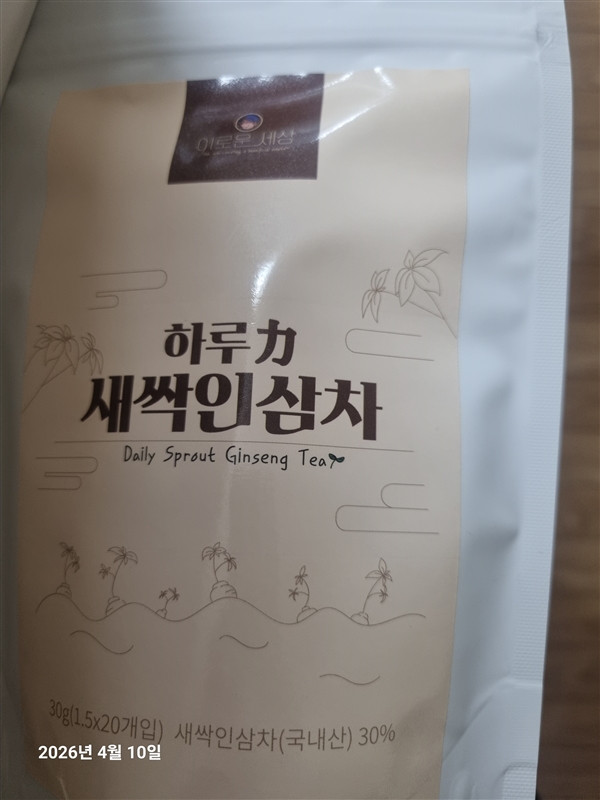 이로운 세상
하루力
새싹인삼차
Daily Sprout Ginseng Tea
30g(1.5x20개입) 새싹인삼차(국내산) 30%
2026년 4월 10일